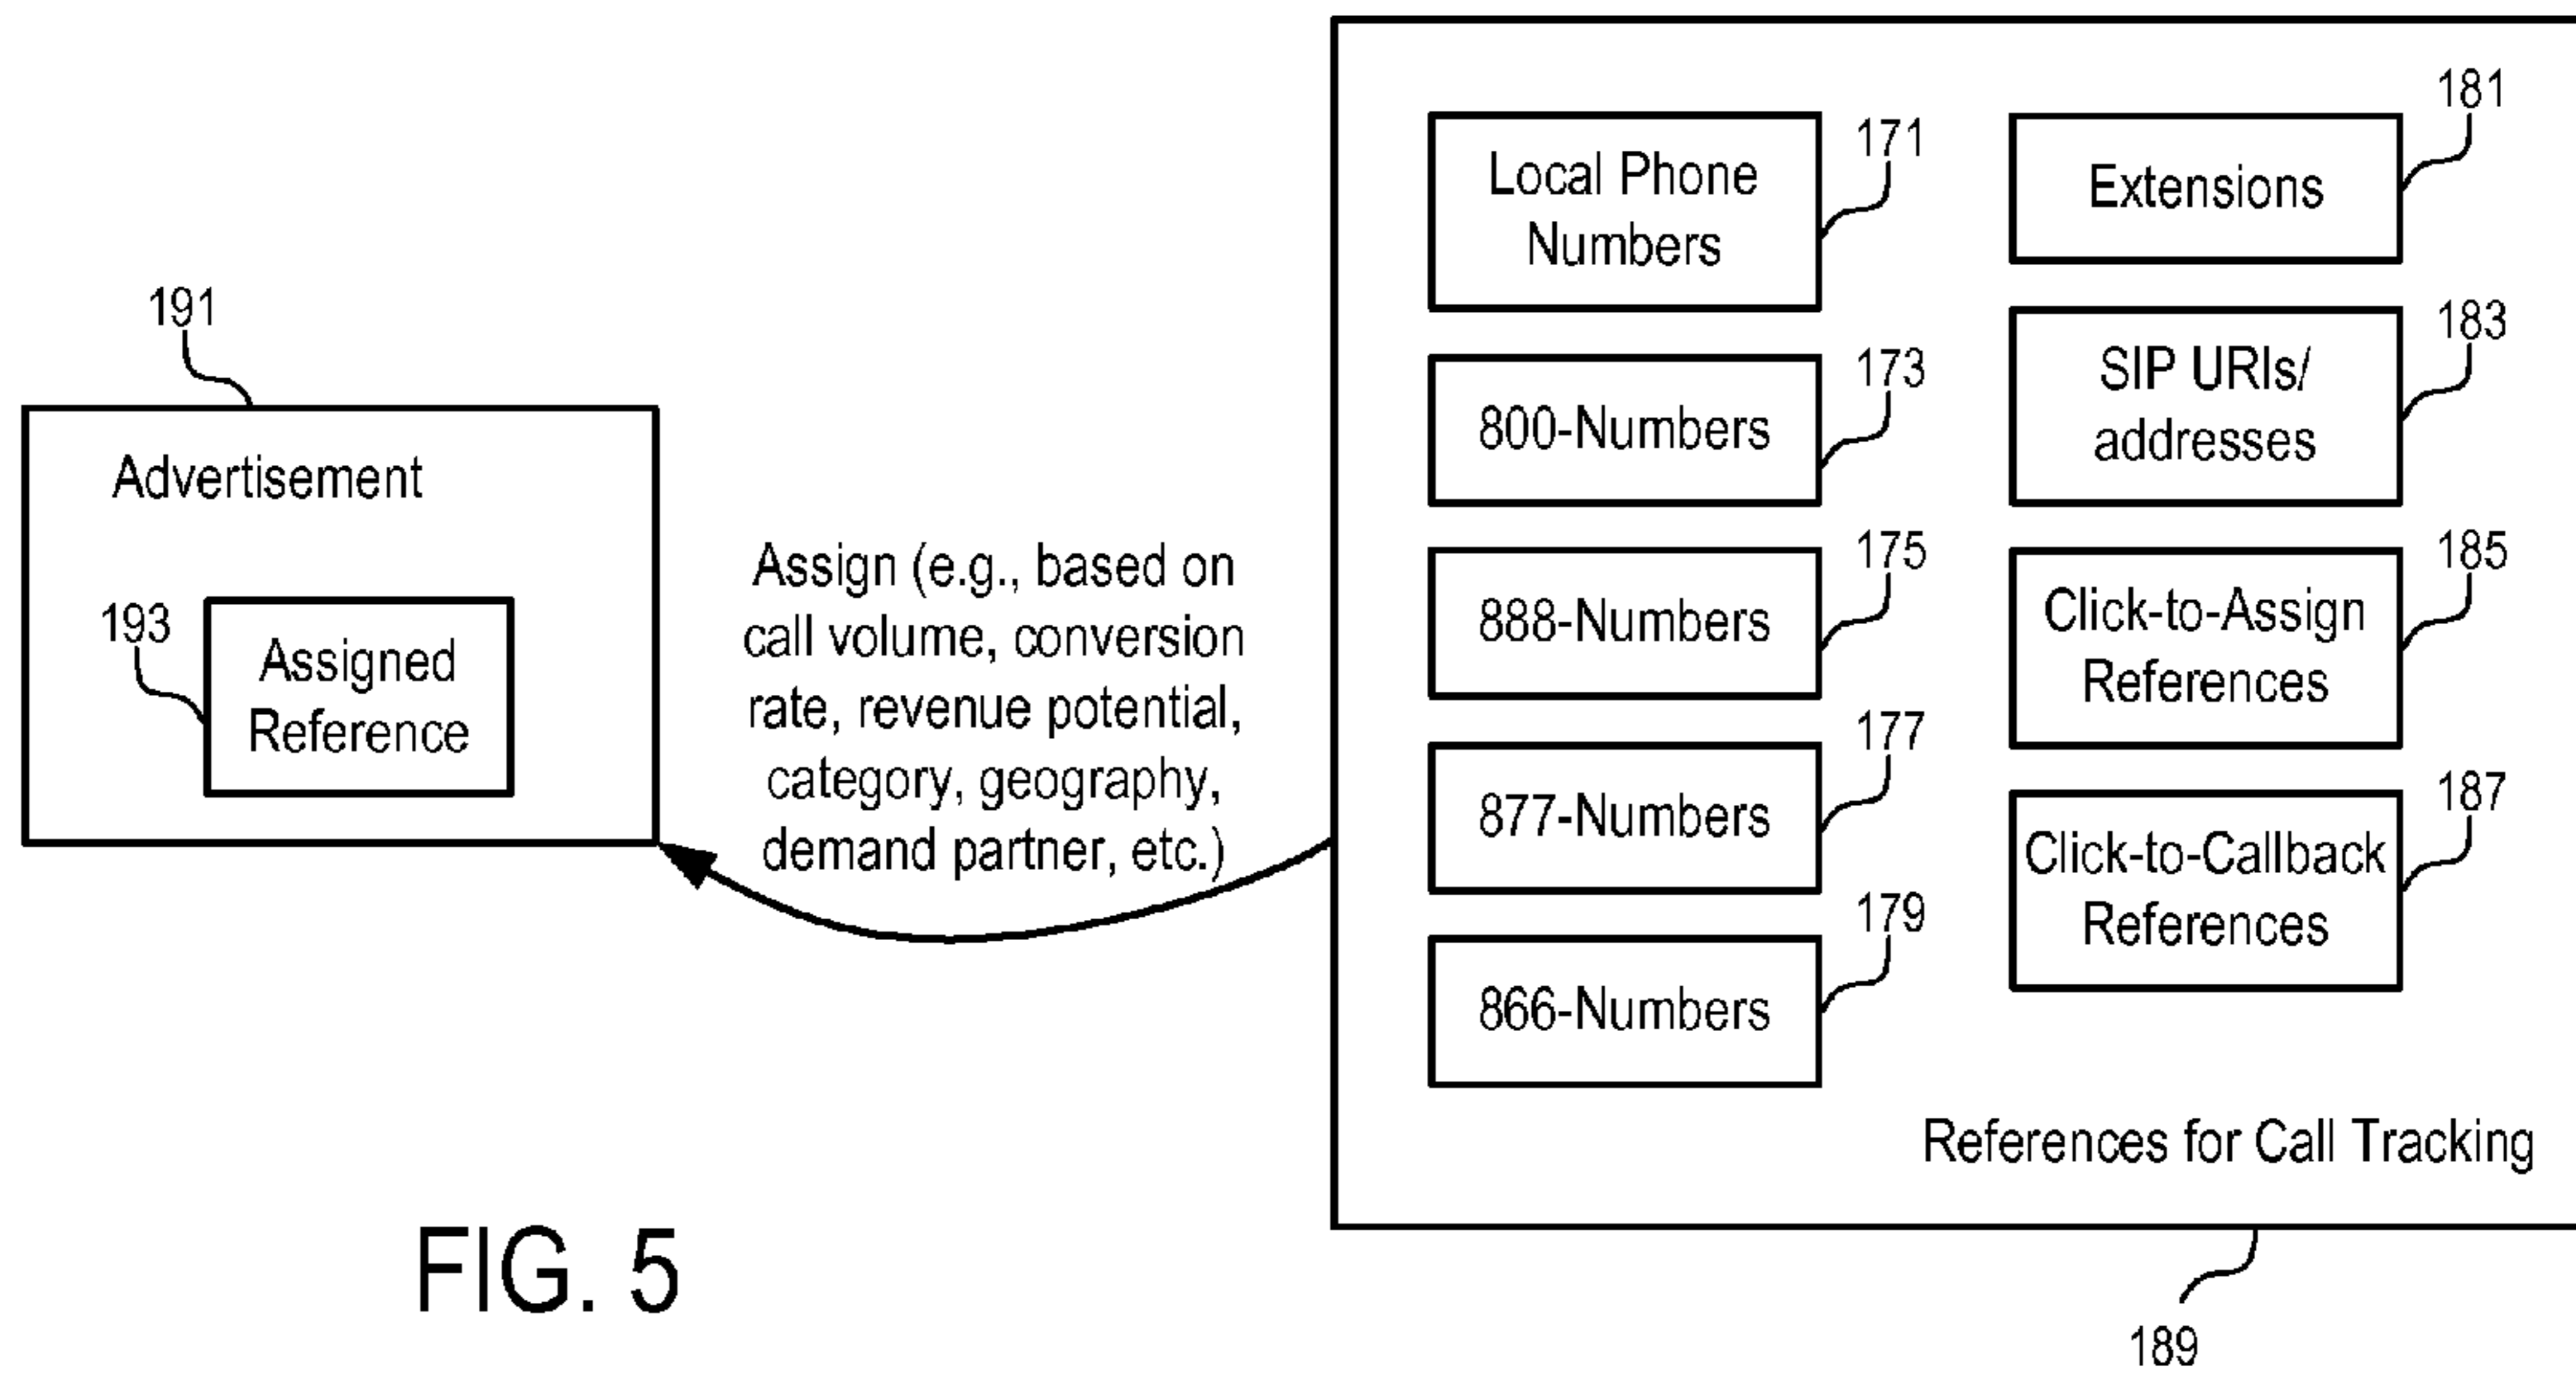 191
Advertisement
193
Assigned
Reference
Assign (e.g., based on
call volume, conversion
rate, revenue potential,
category, geography,
demand partner, etc.)
171
Local Phone
Numbers
173
800-Numbers
175
888-Numbers
177
877-Numbers
179
866-Numbers
181
Extensions
183
SIP URIs/
addresses
185
Click-to-Assign
References
187
Click-to-Callback
References
References for Call Tracking
189
FIG. 5